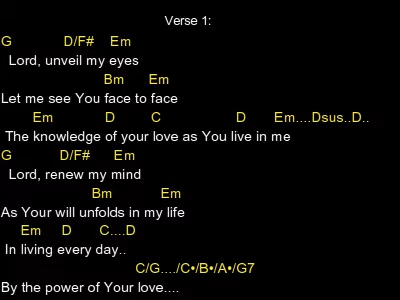 Verse 1:
G D/F# Em
Lord, unveil my eyes
Bm Em
Let me see You face to face
Em D C D Em....Dsus..D..
The knowledge of your love as You live in me
G D/F# Em
Lord, renew my mind
Bm Em
As Your will unfolds in my life
Em D C....D
In living every day..
C/G..../C•/B•/A•/G7
By the power of Your love....